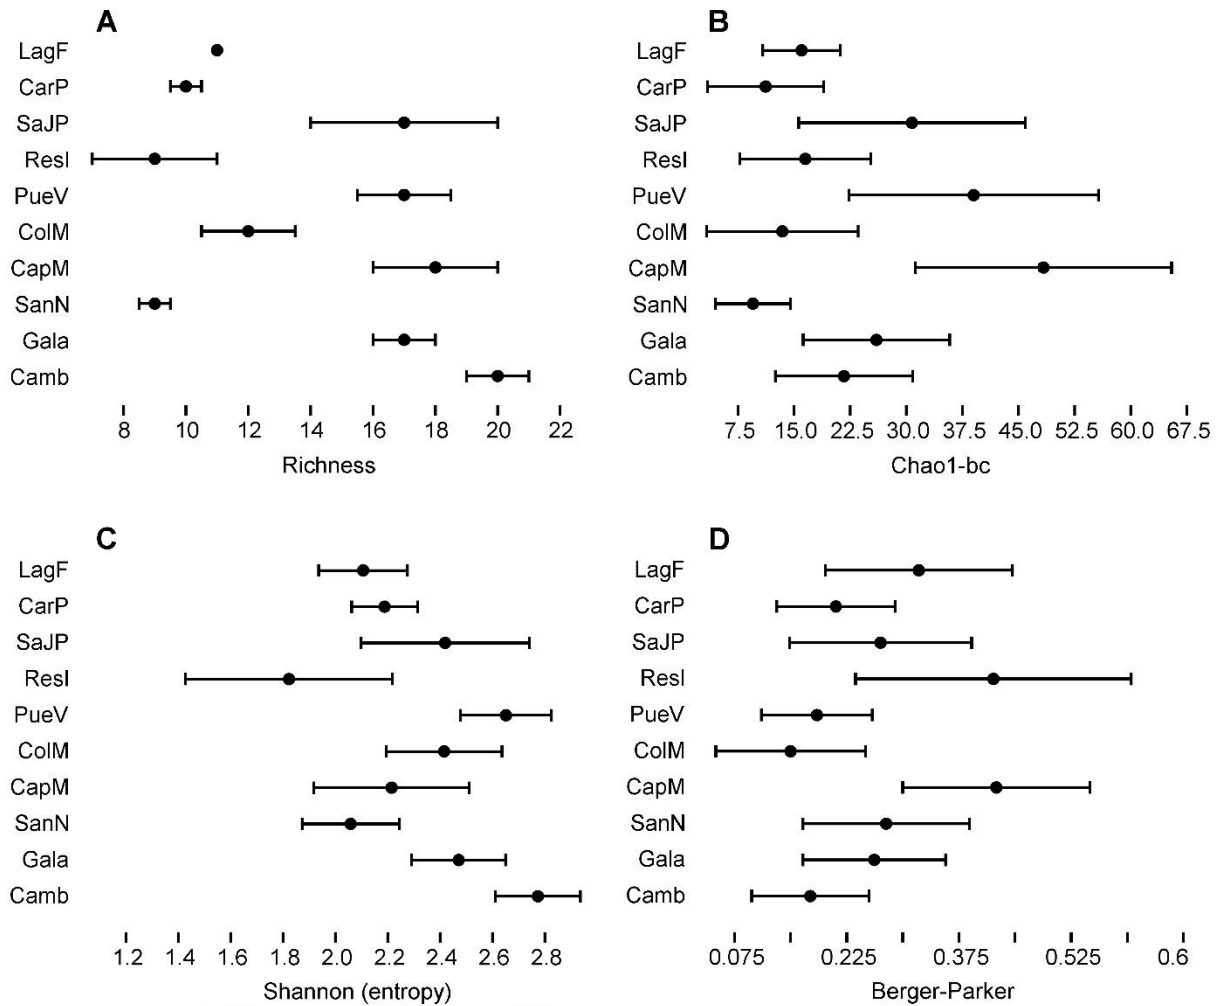 A
LagF
CarP
SaJP
ResI
PueV
ColM
CapM
SanN
Gala
Camb
8 10 12 14 16 18 20 22
Richness
B
LagF
CarP
SaJP
ResI
PueV
ColM
CapM
SanN
Gala
Camb
7.5 15.0 22.5 30.0 37.5 45.0 52.5 60.0 67.5
Chao1-bc
C
LagF
CarP
SaJP
ResI
PueV
ColM
CapM
SanN
Gala
Camb
1.2 1.4 1.6 1.8 2.0 2.2 2.4 2.6 2.8
Shannon (entropy)
D
LagF
CarP
SaJP
ResI
PueV
ColM
CapM
SanN
Gala
Camb
0.075 0.225 0.375 0.525 0.6
Berger-Parker